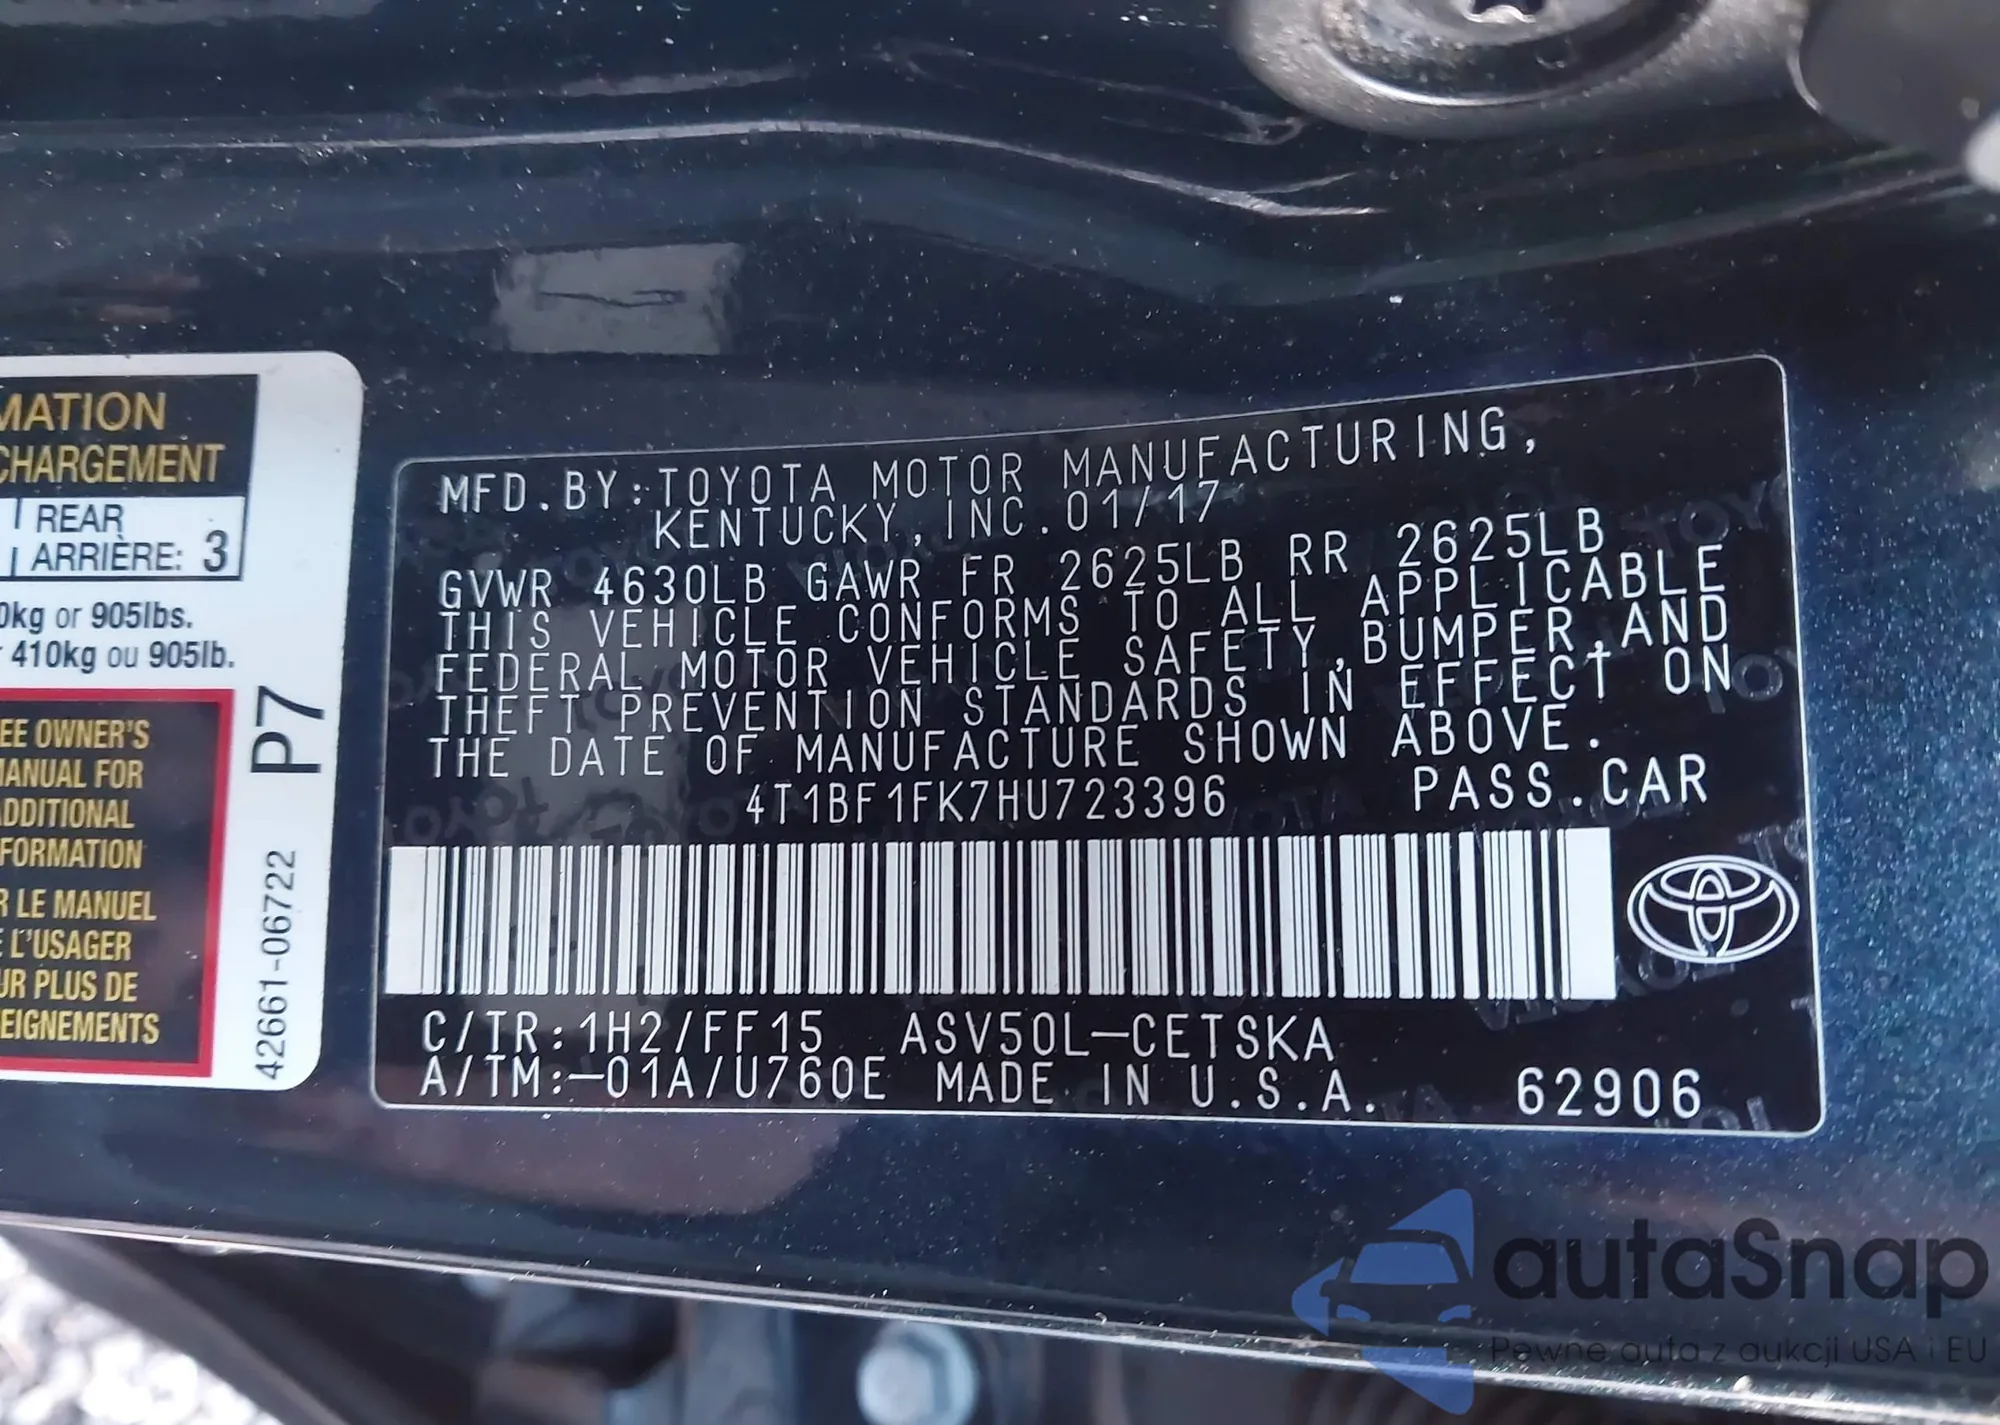 MATION
CHARGEMENT
REAR
ARRIÈRE: 3
0kg or 905lbs.
r 410kg ou 905lb.
EE OWNER'S
MANUAL FOR
ADDITIONAL
FORMATION
R LE MANUEL
E L'USAGER
UR PLUS DE
EIGNEMENTS
P7
42661-06722
MFD.BY:TOYOTA MOTOR MANUFACTURING,
KENTUCKY,INC.01/17
GVWR 4630LB GAWR FR 2625LB RR 2625LB
THIS VEHICLE CONFORMS TO ALL APPLICABLE
FEDERAL MOTOR VEHICLE SAFETY,BUMPER,AND
THEFT PREVENTION STANDARDS IN EFFECT ON
THE DATE OF MANUFACTURE SHOWN ABOVE.
4T1BF1FK7HU723396 PASS.CAR
C/TR:1H2/FF15 ASV50L-CETSKA
A/TM:-01A/U760E MADE IN U.S.A. 62906
autaSnap
Pewne auta z aukcji USA i EU